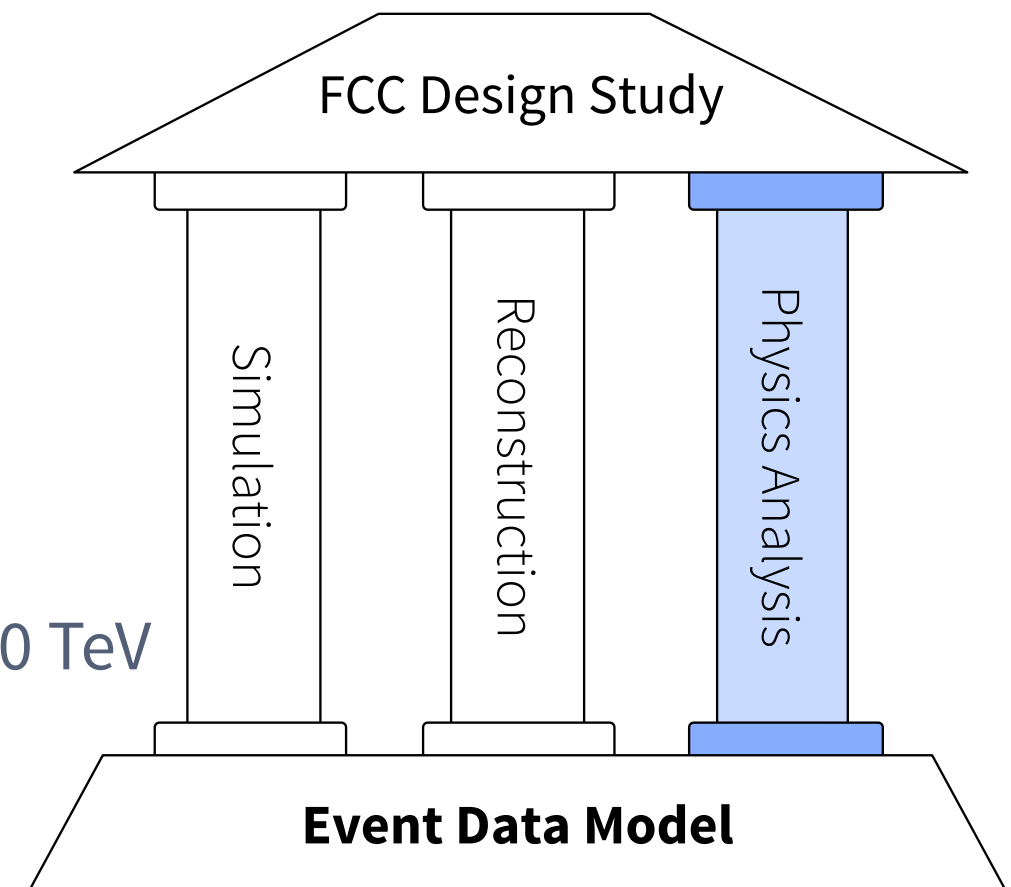 FCC Design Study
Simulation
Reconstruction
Physics Analysis
0 TeV
Event Data Model